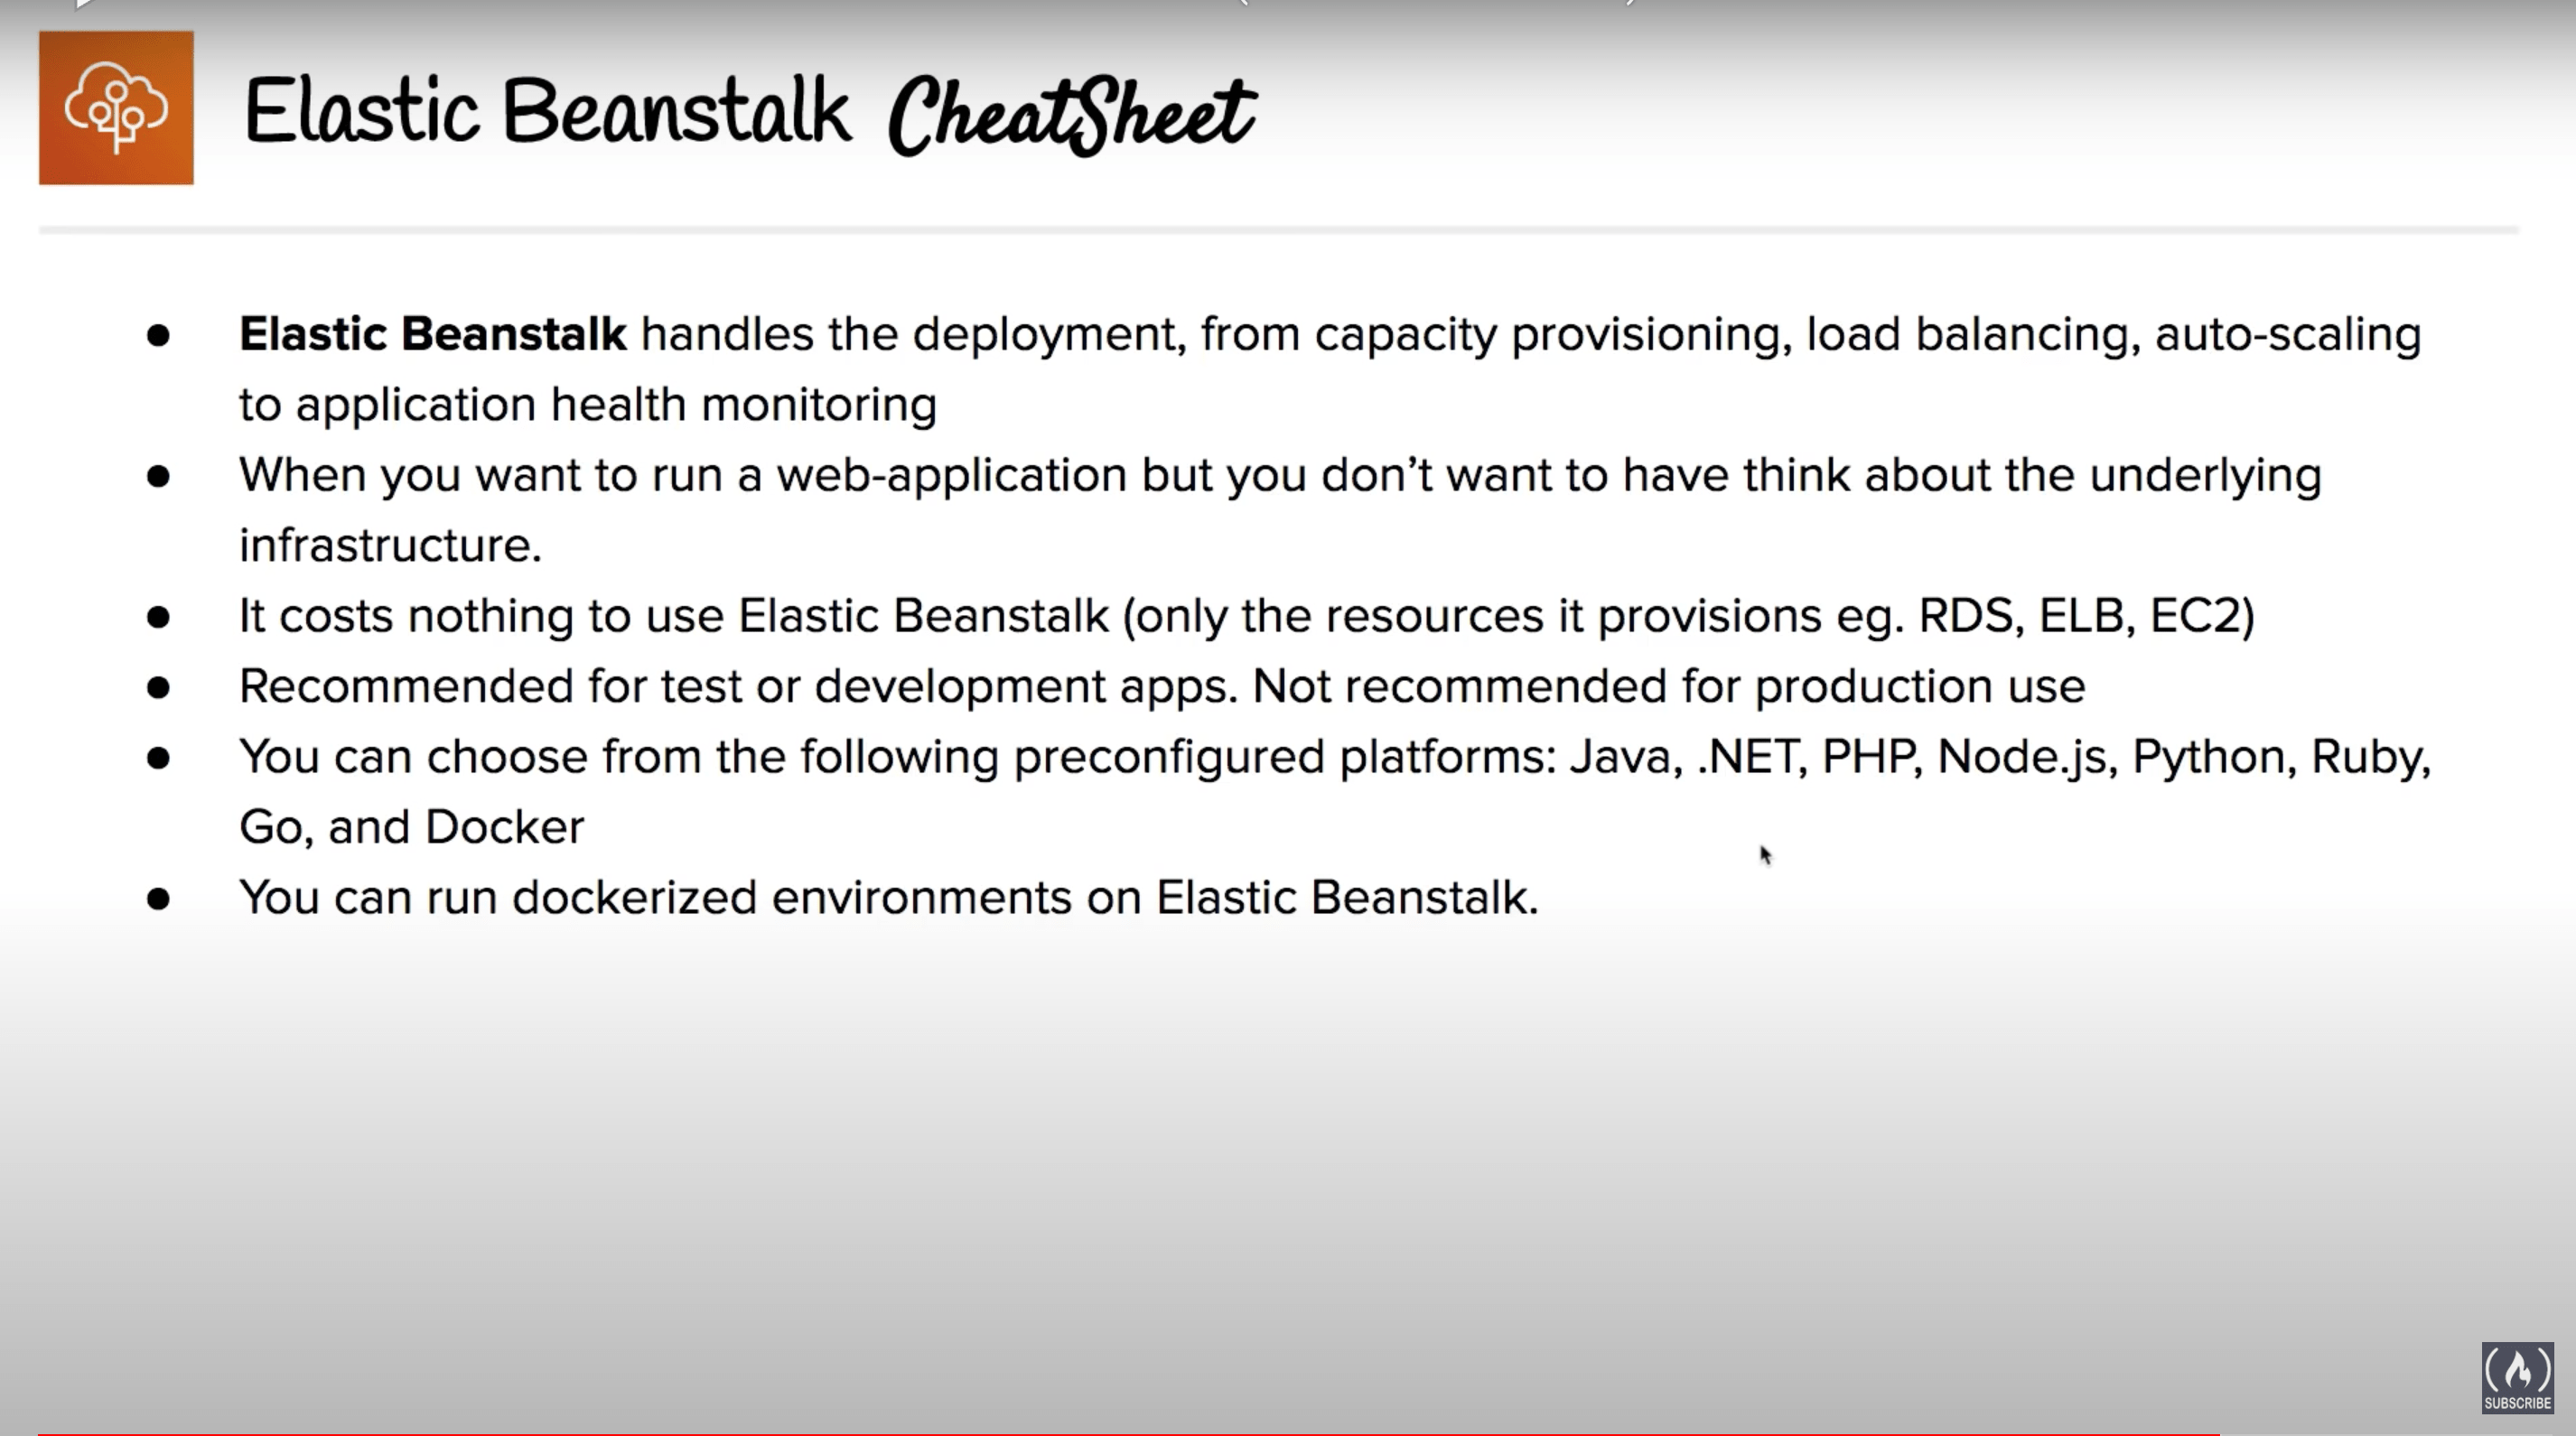 Elastic Beanstalk CheatSheet
● Elastic Beanstalk handles the deployment, from capacity provisioning, load balancing, auto-scaling
to application health monitoring
● When you want to run a web-application but you don’t want to have think about the underlying
infrastructure.
● It costs nothing to use Elastic Beanstalk (only the resources it provisions eg. RDS, ELB, EC2)
● Recommended for test or development apps. Not recommended for production use
● You can choose from the following preconfigured platforms: Java, .NET, PHP, Node.js, Python, Ruby,
Go, and Docker
● You can run dockerized environments on Elastic Beanstalk.
SUBSCRIBE